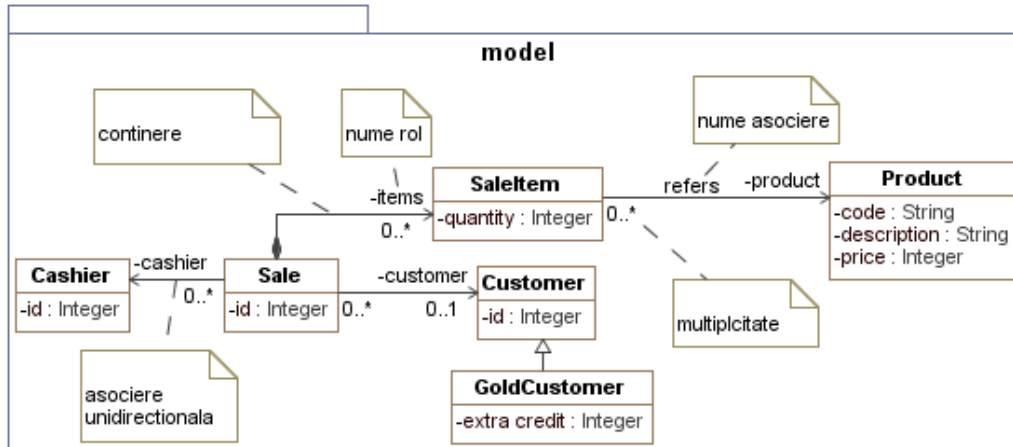 model
continere
nume rol
nume asociere
-items
0..*
SaleItem
-quantity : Integer
refers
0..*
-product
Product
-code : String
-description : String
-price : Integer
Cashier
-id : Integer
-cashier
0..*
Sale
-id : Integer
-customer
0..*
0..1
Customer
-id : Integer
multiplcitate
asociere
unidirectionala
GoldCustomer
-extra credit : Integer